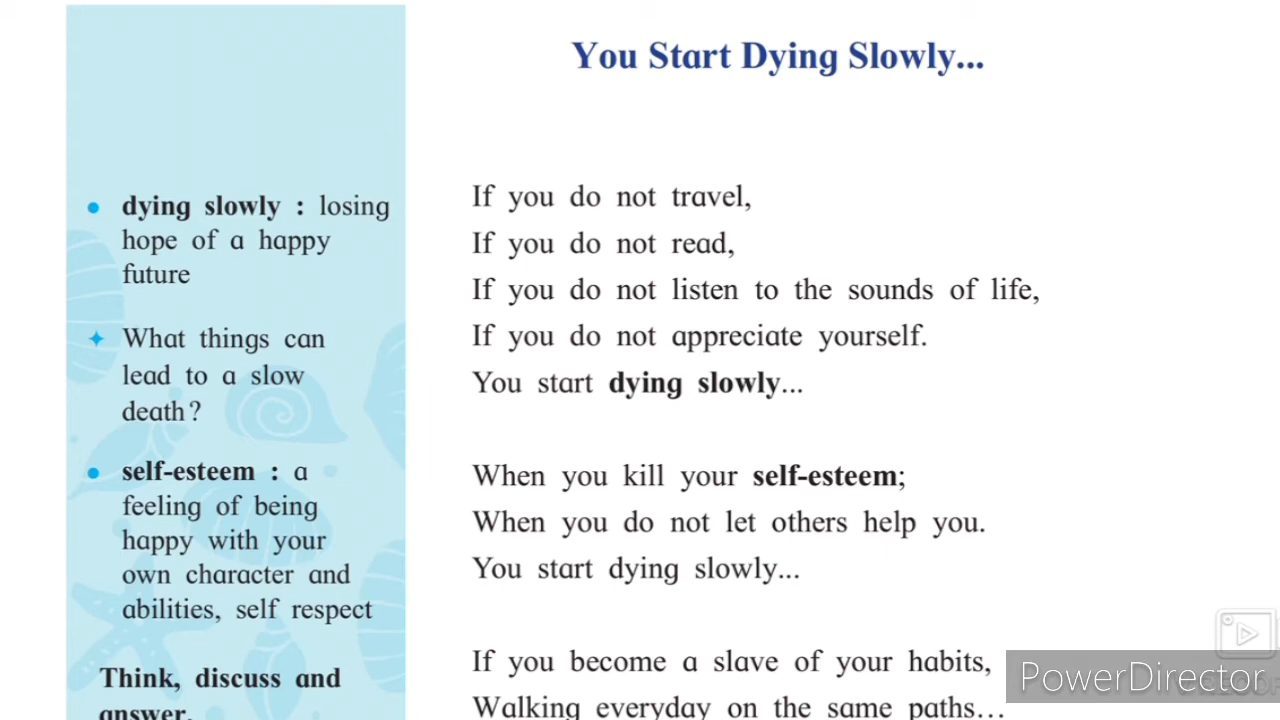 You Start Dying Slowly...
• dying slowly : losing
hope of a happy
future
✦ What things can
lead to a slow
death?
• self-esteem : a
feeling of being
happy with your
own character and
abilities, self respect
Think, discuss and
answer.
If you do not travel,
If you do not read,
If you do not listen to the sounds of life,
If you do not appreciate yourself.
You start dying slowly...
When you kill your self-esteem;
When you do not let others help you.
You start dying slowly...
If you become a slave of your habits,
Walking everyday on the same paths...
PowerDirector